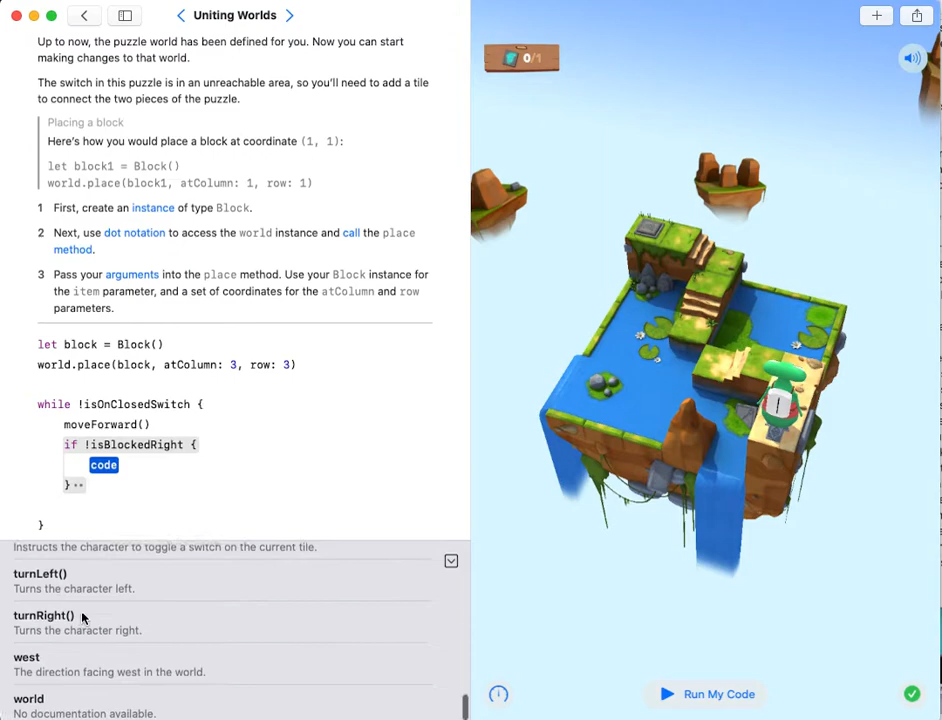 Uniting Worlds
Up to now, the puzzle world has been defined for you. Now you can start
making changes to that world.
The switch in this puzzle is in an unreachable area, so you'll need to add a tile
to connect the two pieces of the puzzle.
Placing a block
Here's how you would place a block at coordinate (1, 1):
let block1 = Block()
world.place(block1, atColumn: 1, row: 1)
1 First, create an instance of type Block.
2 Next, use dot notation to access the world instance and call the place
method.
3 Pass your arguments into the place method. Use your Block instance for
the item parameter, and a set of coordinates for the atColumn and row
parameters.
let block = Block()
world.place(block, atColumn: 3, row: 3)
while !isOnClosedSwitch {
moveForward()
if !isBlockedRight {
code
}
}
Instructs the character to toggle a switch on the current tile.
turnLeft()
Turns the character left.
turnRight()
Turns the character right.
west
The direction facing west in the world.
world
No documentation available.
0/1
Run My Code